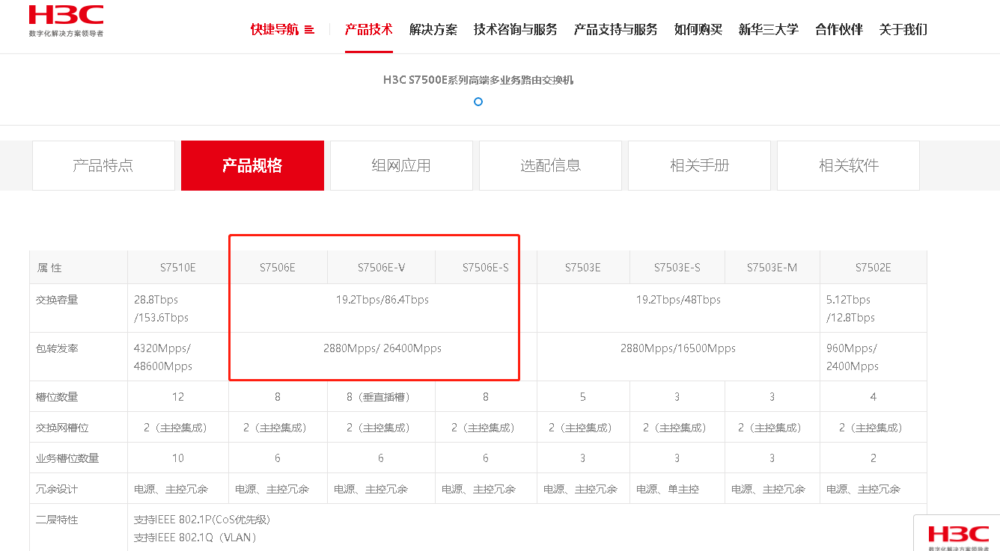 H3C
数字化解决方案领导者
快捷导航 产品技术 解决方案 技术咨询与服务 产品支持与服务 如何购买 新华三大学 合作伙伴 关于我们
H3C S7500E系列高端多业务路由交换机
产品特点 产品规格 组网应用 选配信息 相关手册 相关软件
属 性 S7510E S7506E S7506E-V S7506E-S S7503E S7503E-S S7503E-M S7502E
交换容量 28.8Tbps 19.2Tbps/86.4Tbps 19.2Tbps/48Tbps 5.12Tbps
/153.6Tbps /12.8Tbps
包转发率 4320Mpps/ 2880Mpps/ 26400Mpps 2880Mpps/16500Mpps 960Mpps/
48600Mpps 2400Mpps
槽位数量 12 8 8（垂直插槽） 8 5 3 3 4
交换网槽位 2（主控集成） 2（主控集成） 2（主控集成） 2（主控集成） 2（主控集成） 2（主控集成） 2（主控集成） 2（主控集成）
业务槽位数量 10 6 6 6 3 3 3 2
冗余设计 电源、主控冗余 电源、主控冗余 电源、主控冗余 电源、主控冗余 电源、主控冗余 电源、单主控 电源、主控冗余 电源、主控冗余
二层特性 支持IEEE 802.1P(CoS优先级)
支持IEEE 802.1Q（VLAN）
H3C
数字化解决方案领导者